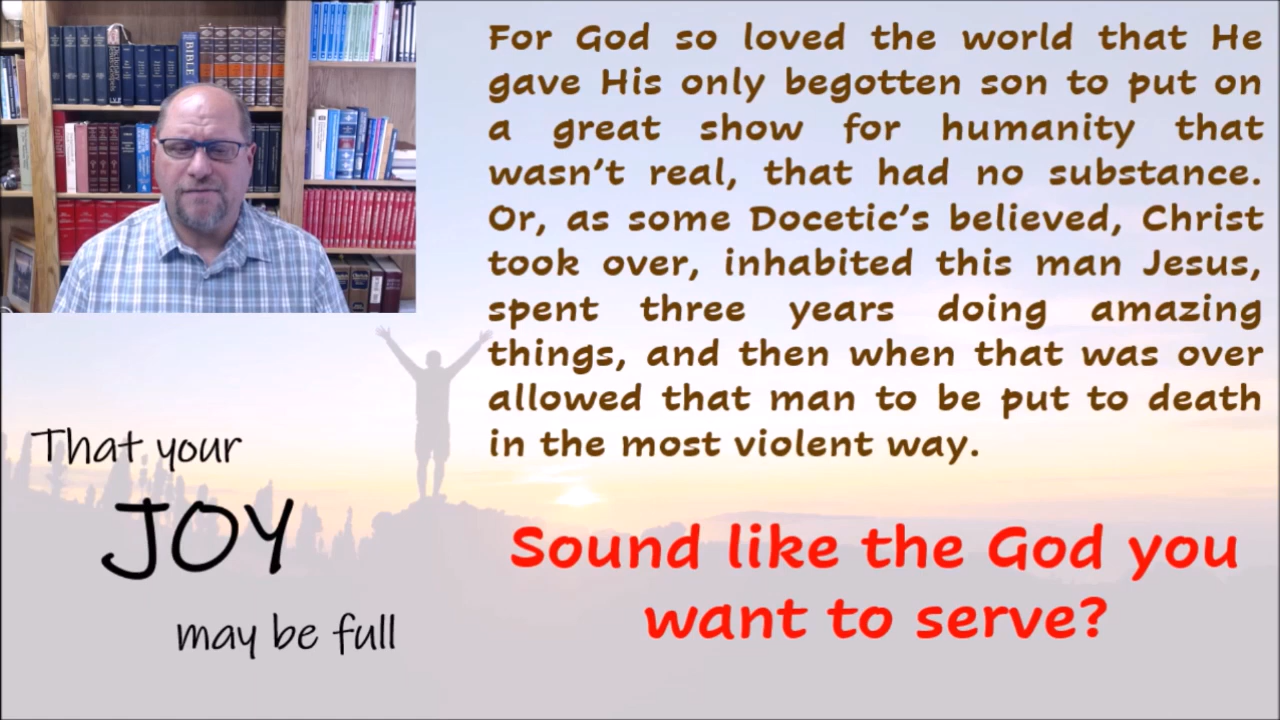 For God so loved the world that He
gave His only begotten son to put on
a great show for humanity that
wasn't real, that had no substance.
Or, as some Docetic's believed, Christ
took over, inhabited this man Jesus,
spent three years doing amazing
things, and then when that was over
allowed that man to be put to death
in the most violent way.
Sound like the God you
want to serve?
That your
JOY
may be full
BIBLE